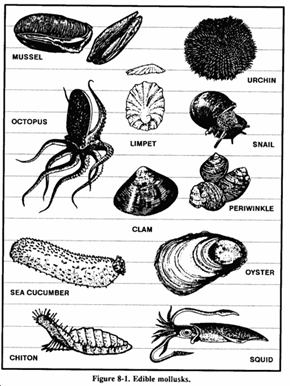 MUSSEL
URCHIN
OCTOPUS
LIMPET
SNAIL
CLAM
PERIWINKLE
SEA CUCUMBER
OYSTER
CHITON
SQUID
Figure 8-1. Edible mollusks.